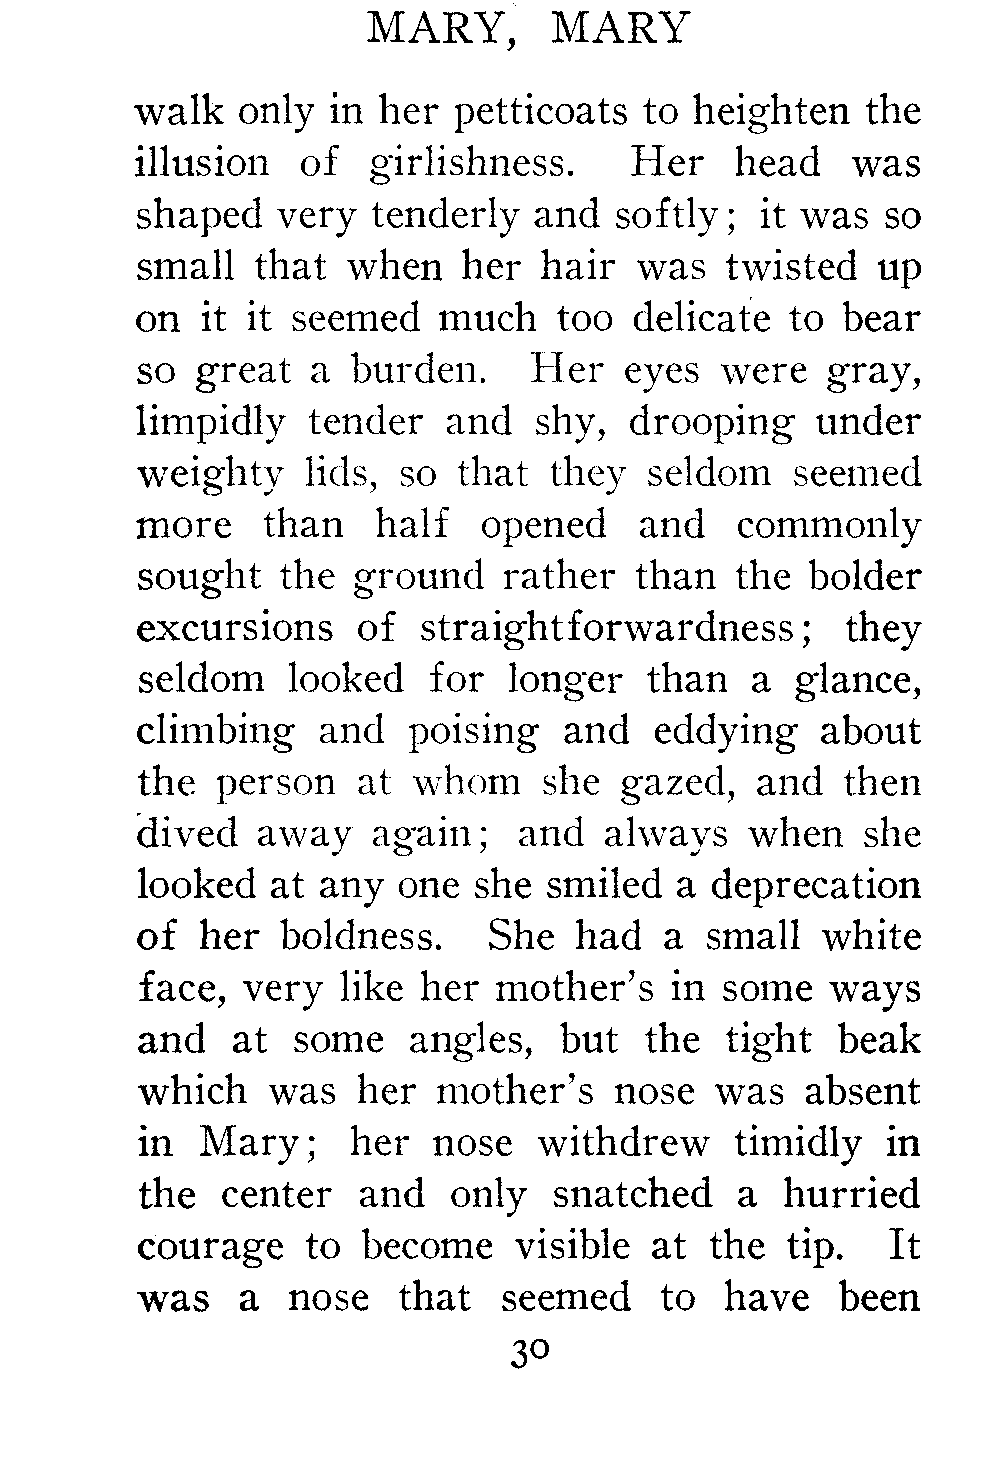 MARY, MARY
walk only in her petticoats to heighten the
illusion of girlishness. Her head was
shaped very tenderly and softly; it was so
small that when her hair was twisted up
on it it seemed much too delicate to bear
so great a burden. Her eyes were gray,
limpidly tender and shy, drooping under
weighty lids, so that they seldom seemed
more than half opened and commonly
sought the ground rather than the bolder
excursions of straightforwardness; they
seldom looked for longer than a glance,
climbing and poising and eddying about
the person at whom she gazed, and then
dived away again; and always when she
looked at any one she smiled a deprecation
of her boldness. She had a small white
face, very like her mother's in some ways
and at some angles, but the tight beak
which was her mother's nose was absent
in Mary; her nose withdrew timidly in
the center and only snatched a hurried
courage to become visible at the tip. It
was a nose that seemed to have been
30